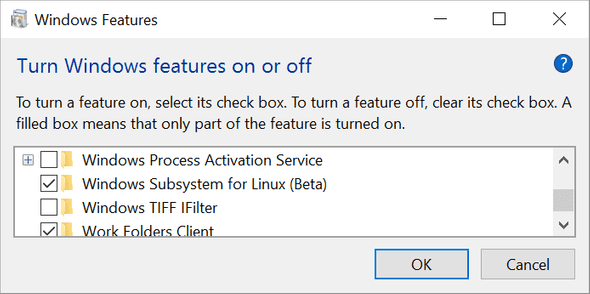 Windows Features
Turn Windows features on or off
?
To turn a feature on, select its check box. To turn a feature off, clear its check box. A
filled box means that only part of the feature is turned on.
Windows Process Activation Service
Windows Subsystem for Linux (Beta)
Windows TIFF IFilter
Work Folders Client
OK
Cancel